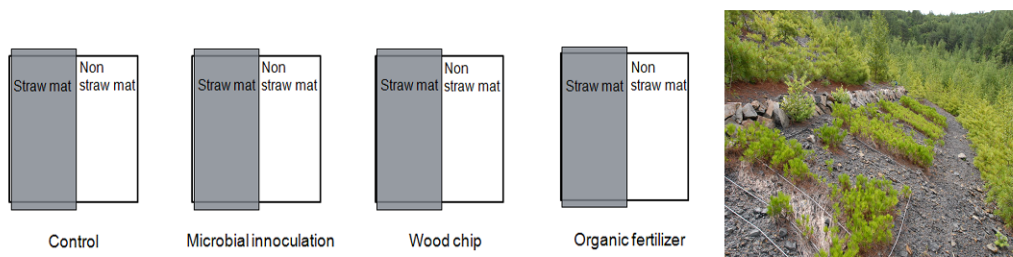 Straw mat
Non
straw mat
Straw mat
Non
straw mat
Straw mat
Non
straw mat
Straw mat
Non
straw mat
Control
Microbial innoculation
Wood chip
Organic fertilizer